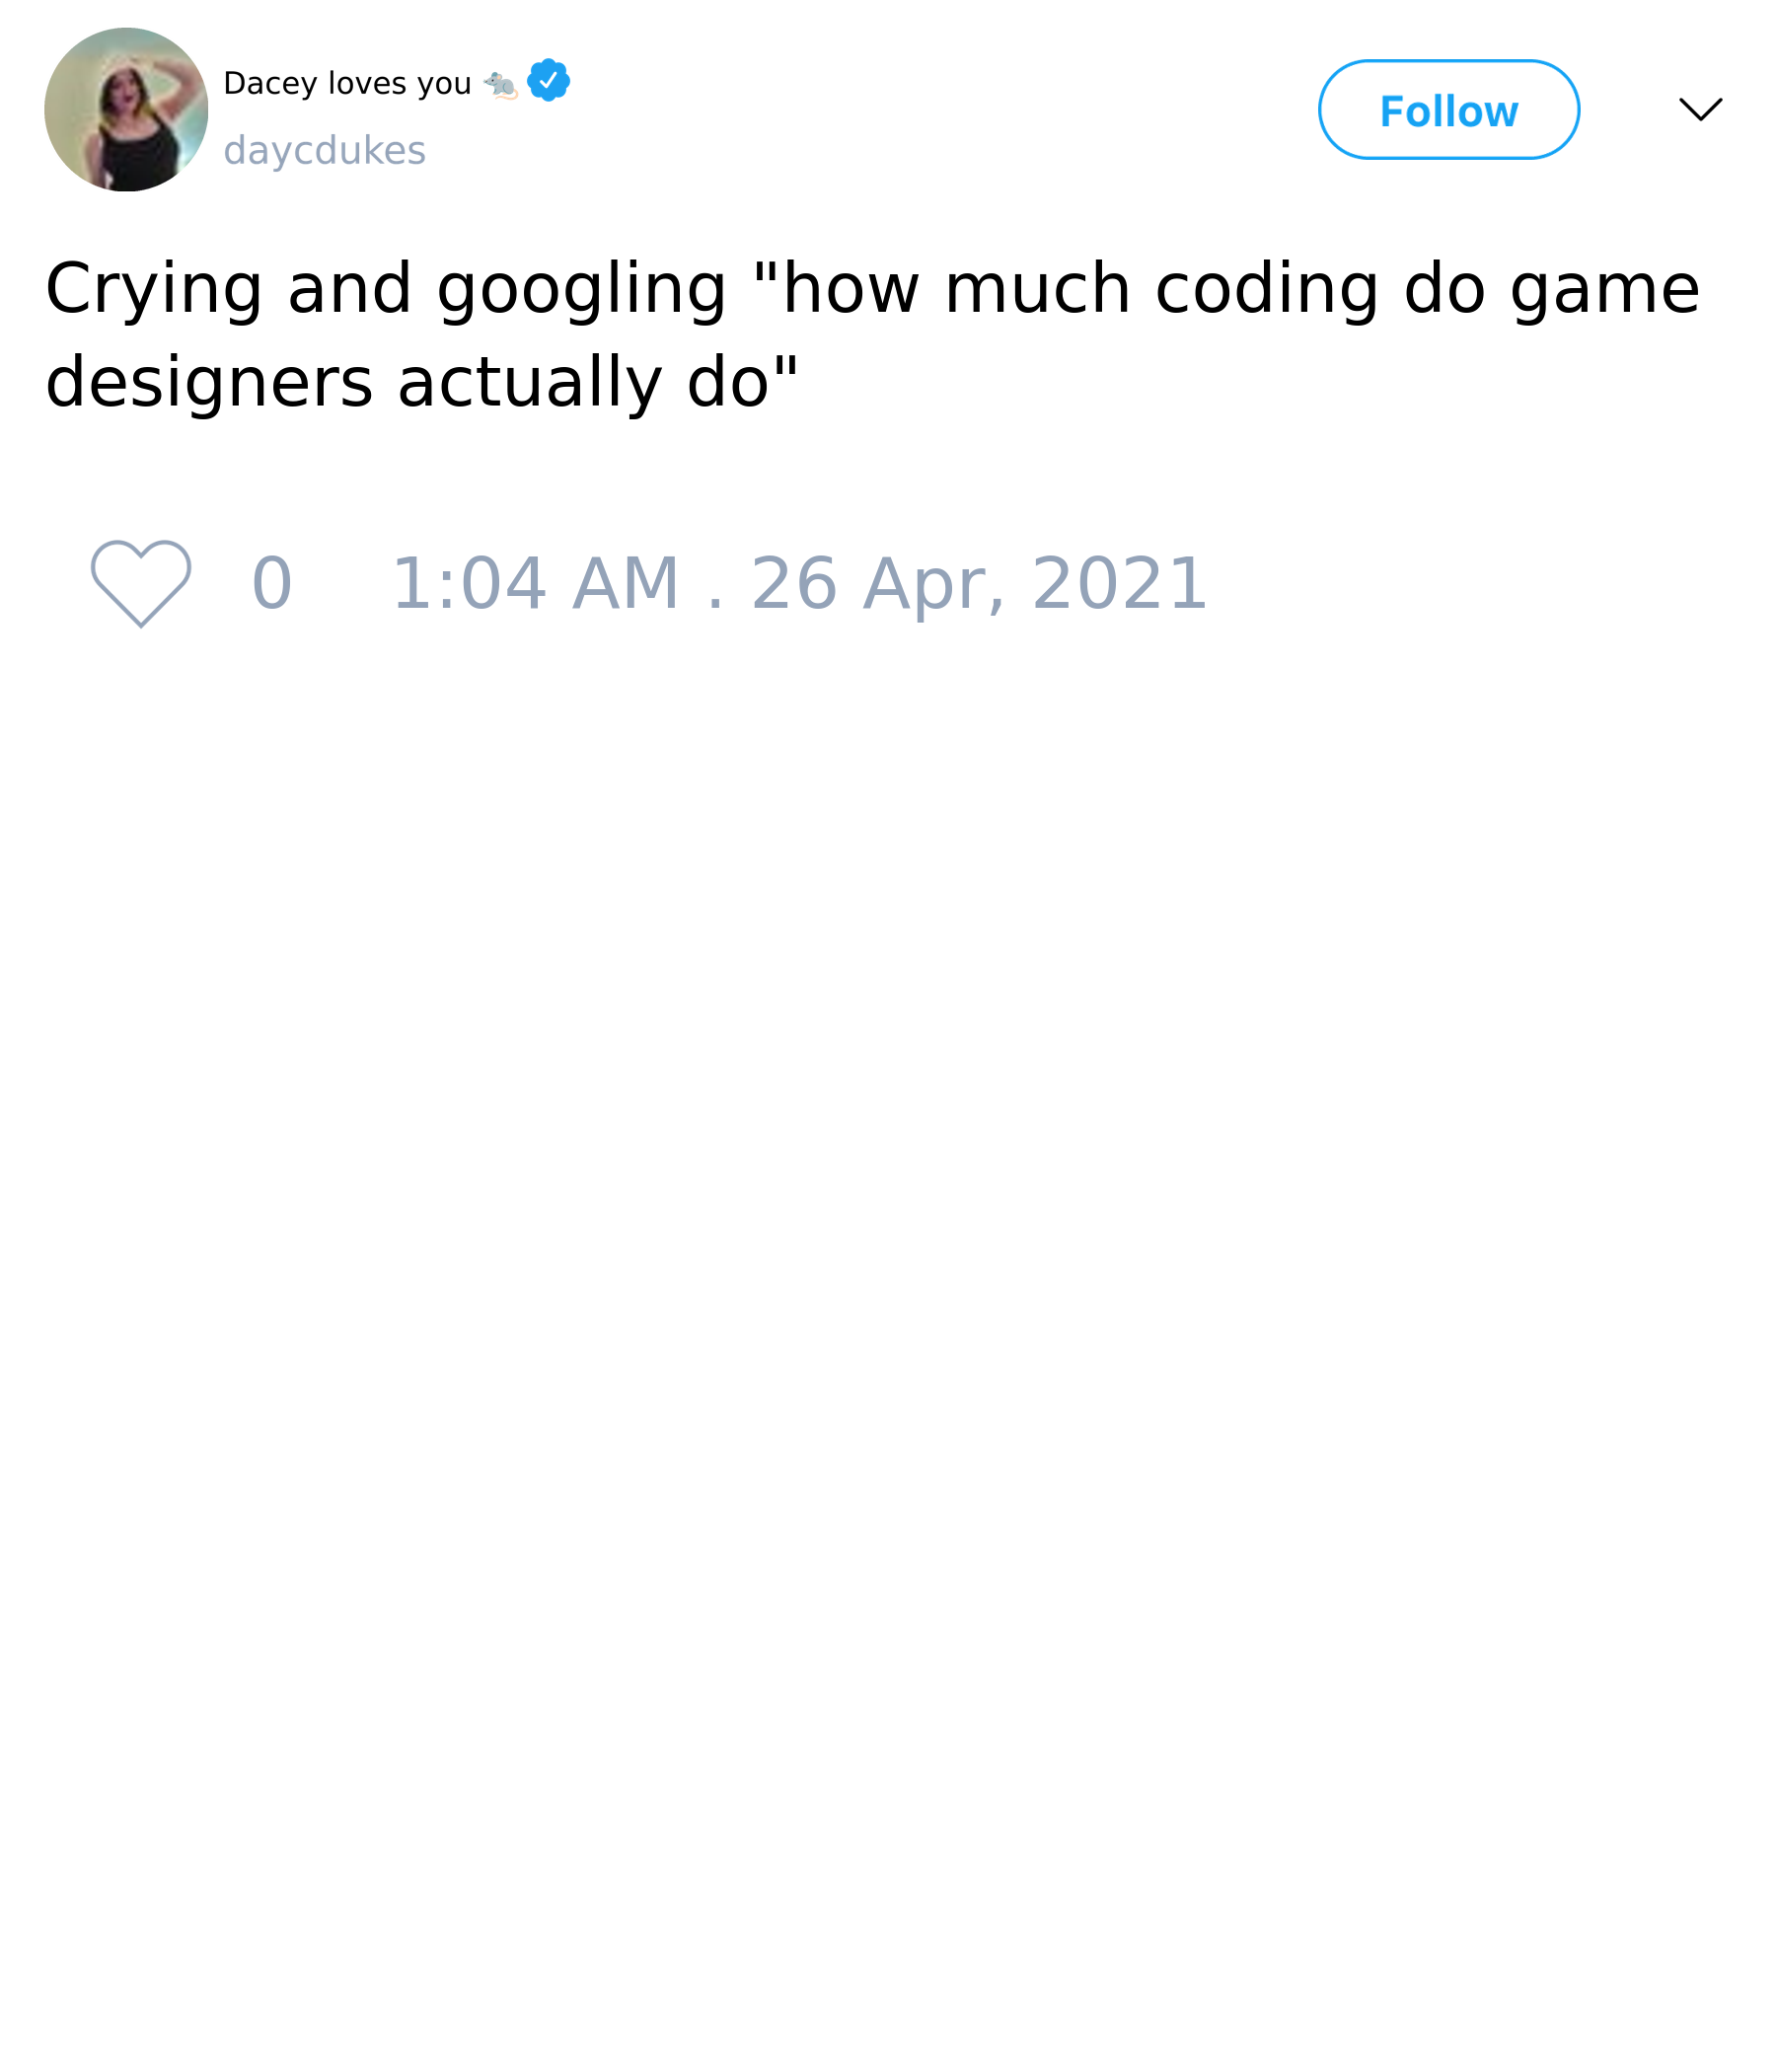 Dacey loves you 🐀
daycdukes
Follow
Crying and googling "how much coding do game
designers actually do"
0 1:04 AM . 26 Apr, 2021